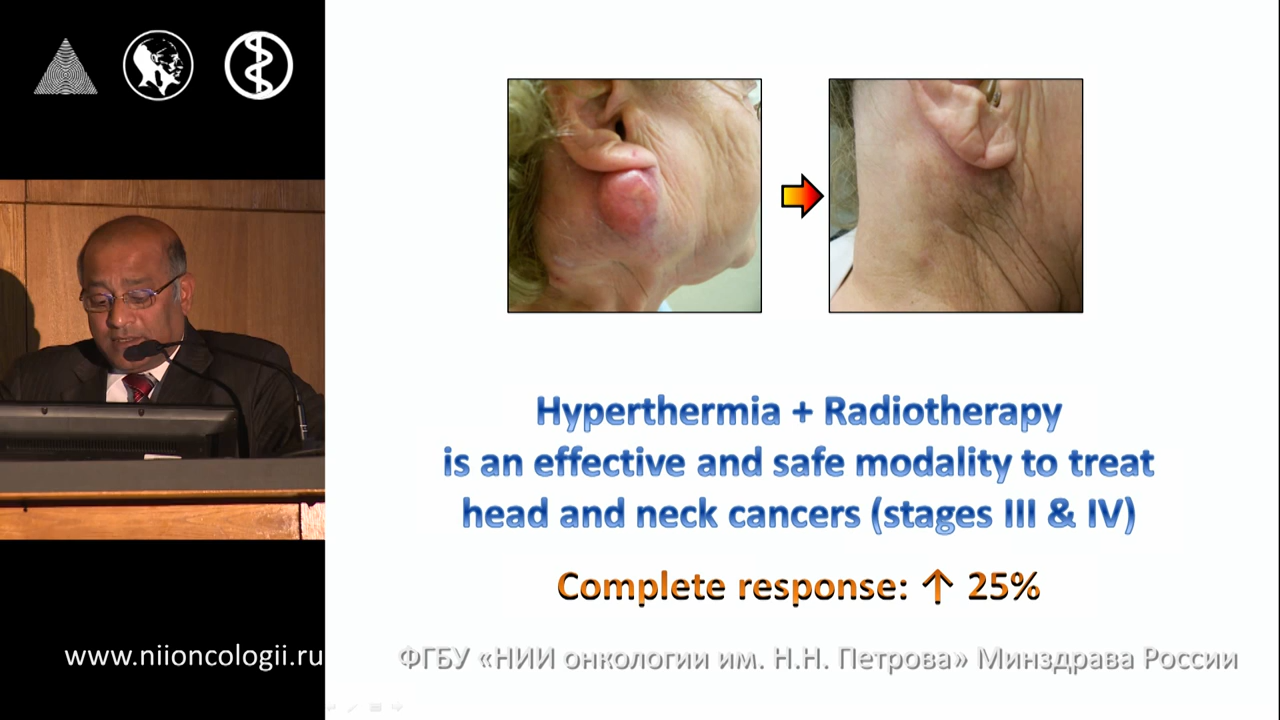 Hyperthermia + Radiotherapy
is an effective and safe modality to treat
head and neck cancers (stages III & IV)
Complete response: ↑ 25%
www.niioncologii.ru
ФГБУ «НИИ онкологии им. Н.Н. Петрова» Минздрава России